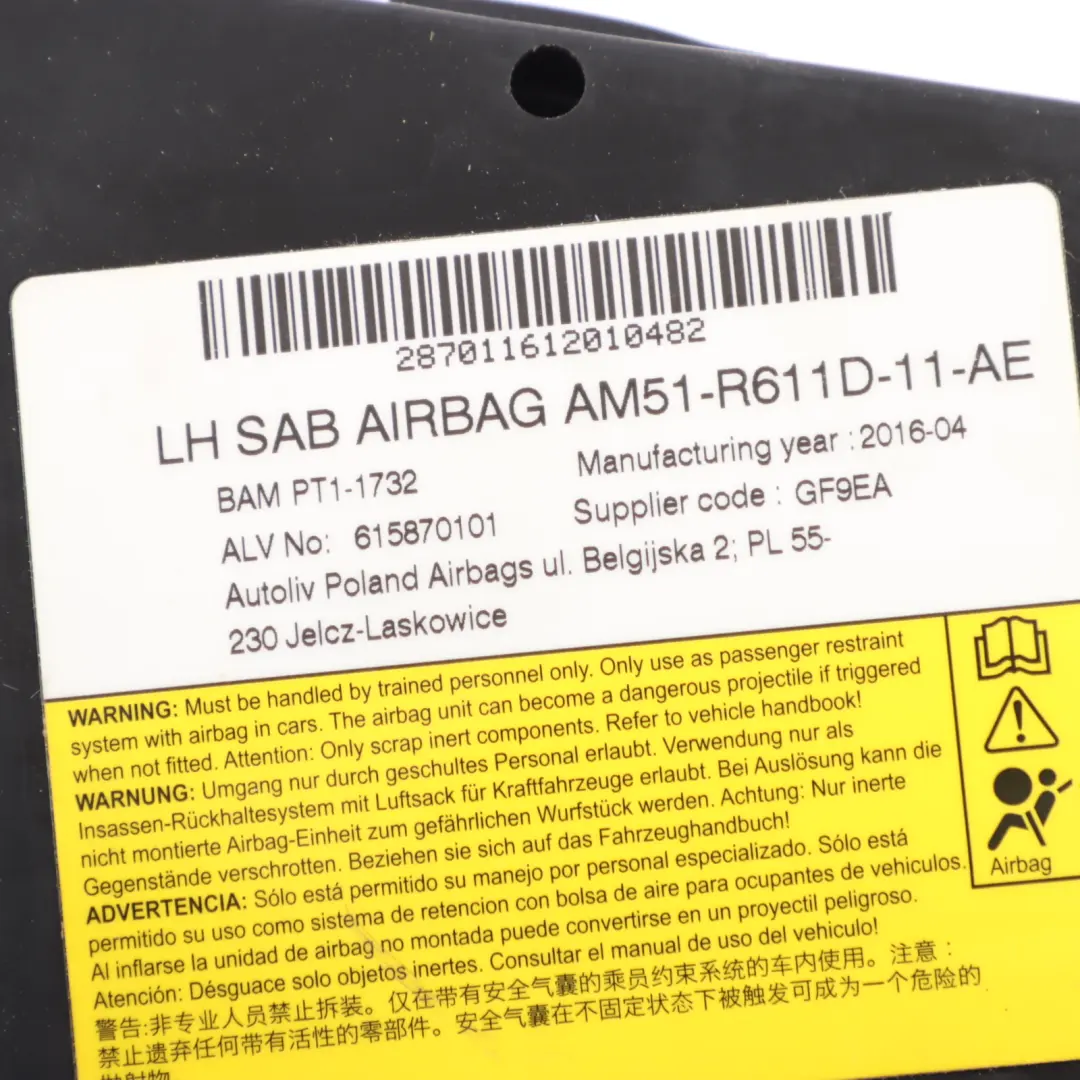 287011612010482
LH SAB AIRBAG AM51-R611D-11-AE
BAM PT1-1732
Manufacturing year : 2016-04
ALV No: 615870101
Supplier code : GF9EA
Autoliv Poland Airbags ul. Belgijska 2; PL 55-
230 Jelcz-Laskowice
WARNING: Must be handled by trained personnel only. Only use as passenger restraint
system with airbag in cars. The airbag unit can become a dangerous projectile if triggered
when not fitted. Attention: Only scrap inert components. Refer to vehicle handbook!
WARNUNG: Umgang nur durch geschultes Personal erlaubt. Verwendung nur als
Insassen-Rückhaltesystem mit Luftsack für Kraftfahrzeuge erlaubt. Bei Auslösung kann die
nicht montierte Airbag-Einheit zum gefährlichen Wurfstück werden. Achtung: Nur inerte
Gegenstände verschrotten. Beziehen sie sich auf das Fahrzeughandbuch!
ADVERTENCIA: Sólo está permitido su manejo por personal especializado. Sólo está
permitido su uso como sistema de retencion con bolsa de aire para ocupantes de vehiculos.
Al inflarse la unidad de airbag no montada puede convertirse en un proyectil peligroso.
Atención: Désguace solo objetos inertes. Consultar el manual de uso del vehiculo!
警告:非专业人员禁止拆装。仅在带有安全气囊的乘员约束系统的车内使用。注意：
禁止遗弃任何带有活性的零部件。安全气囊在不固定状态下被触发可成为一个危险的
抛射物
Airbag